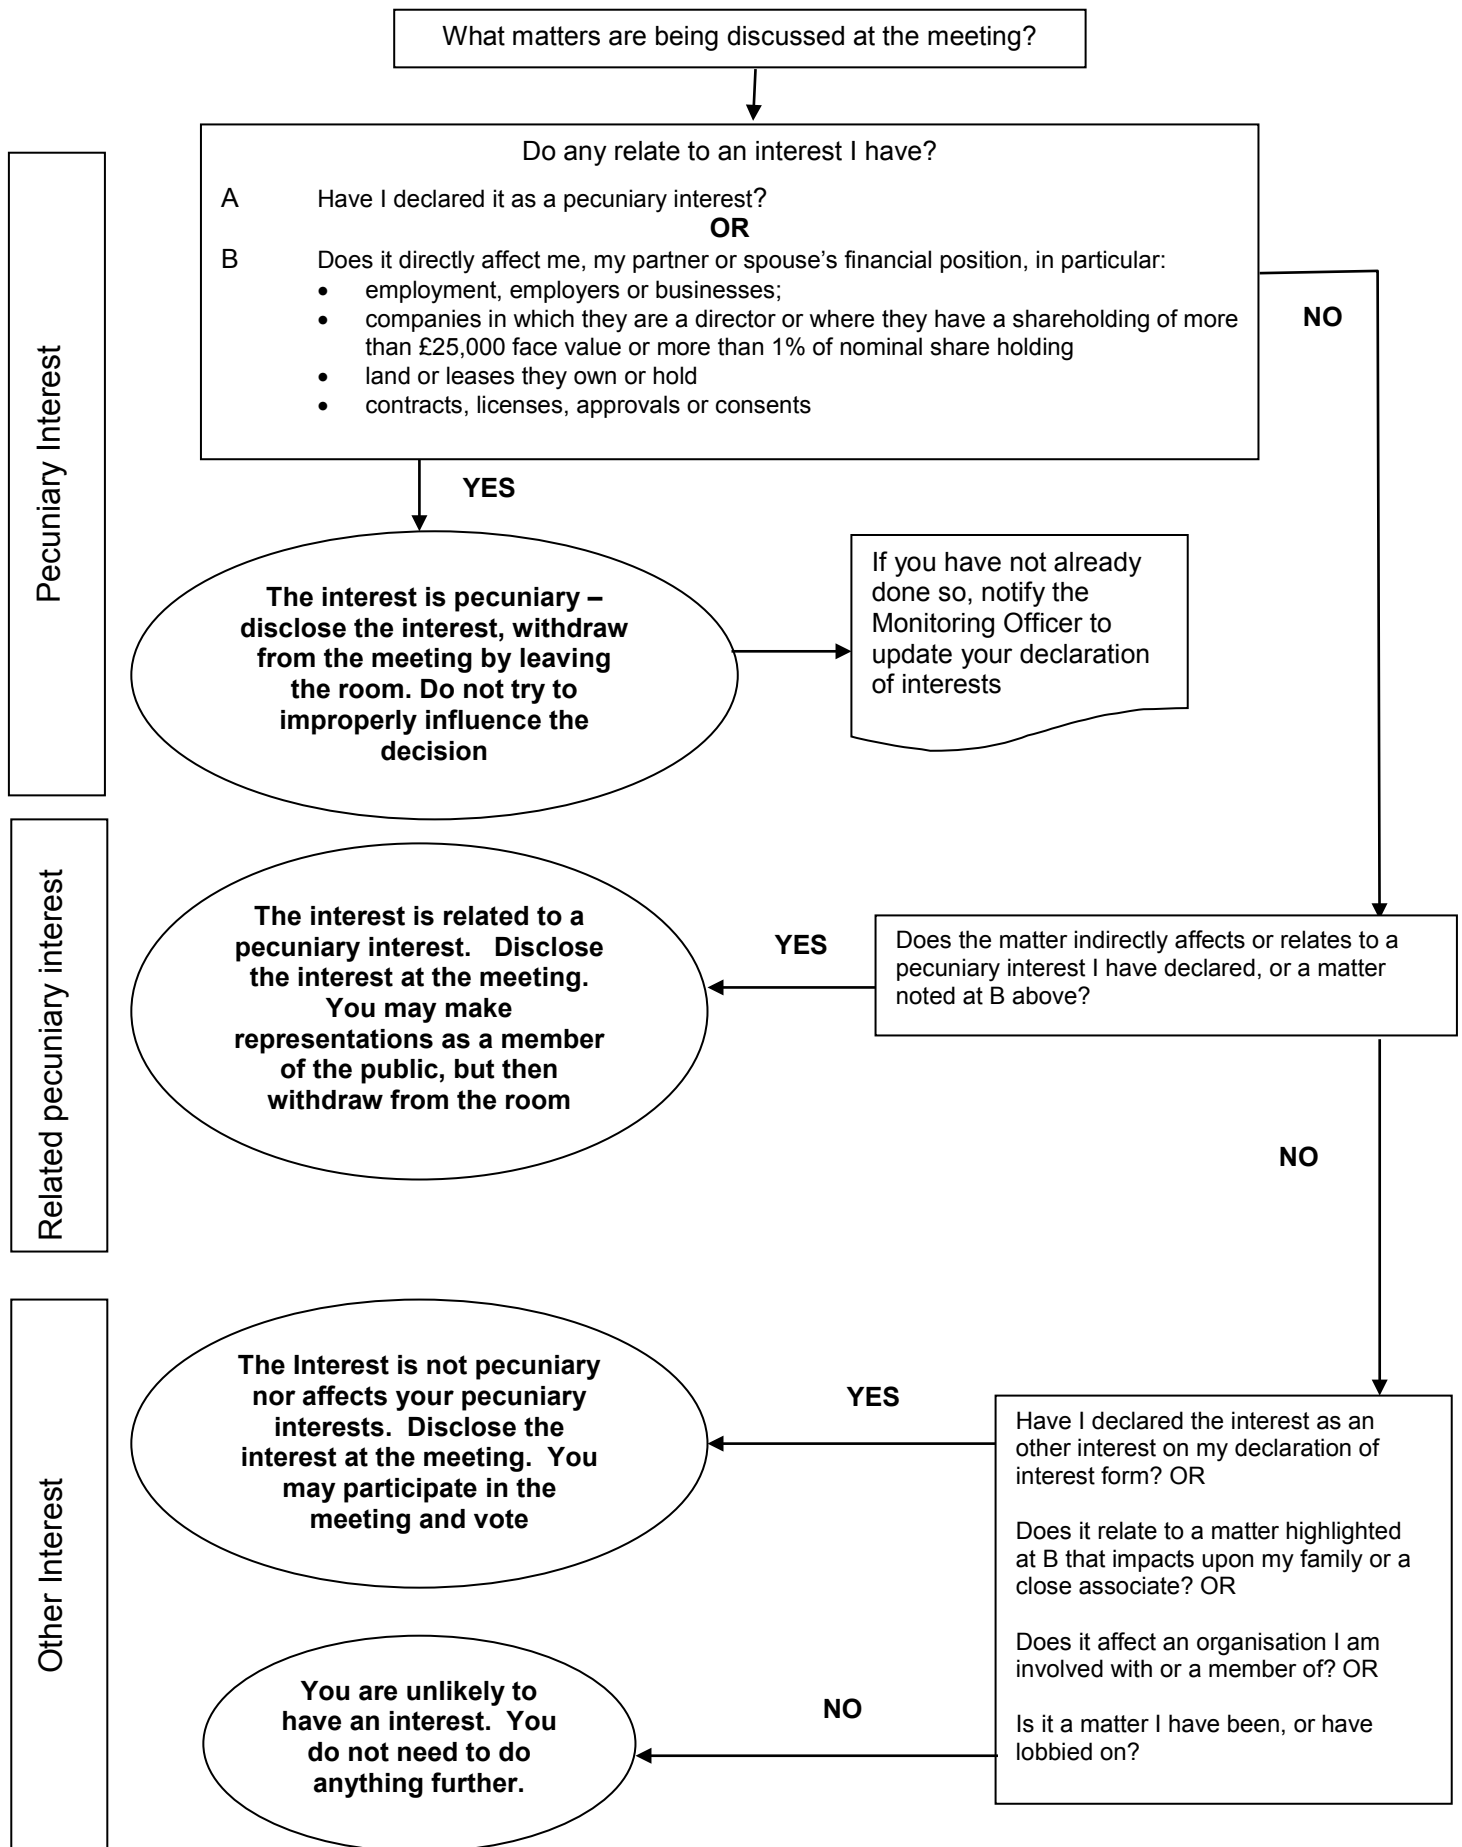 What matters are being discussed at the meeting?
Do any relate to an interest I have?
A Have I declared it as a pecuniary interest?
OR
B Does it directly affect me, my partner or spouse's financial position, in particular:
• employment, employers or businesses;
• companies in which they are a director or where they have a shareholding of more
than £25,000 face value or more than 1% of nominal share holding
• land or leases they own or hold
• contracts, licenses, approvals or consents
Pecuniary Interest
NO
YES
The interest is pecuniary –
disclose the interest, withdraw
from the meeting by leaving
the room. Do not try to
improperly influence the
decision
If you have not already
done so, notify the
Monitoring Officer to
update your declaration
of interests
Related pecuniary interest
The interest is related to a
pecuniary interest. Disclose
the interest at the meeting.
You may make
representations as a member
of the public, but then
withdraw from the room
YES
Does the matter indirectly affects or relates to a
pecuniary interest I have declared, or a matter
noted at B above?
NO
Other Interest
The Interest is not pecuniary
nor affects your pecuniary
interests. Disclose the
interest at the meeting. You
may participate in the
meeting and vote
YES
Have I declared the interest as an
other interest on my declaration of
interest form? OR
Does it relate to a matter highlighted
at B that impacts upon my family or a
close associate? OR
Does it affect an organisation I am
involved with or a member of? OR
Is it a matter I have been, or have
lobbied on?
NO
You are unlikely to
have an interest. You
do not need to do
anything further.